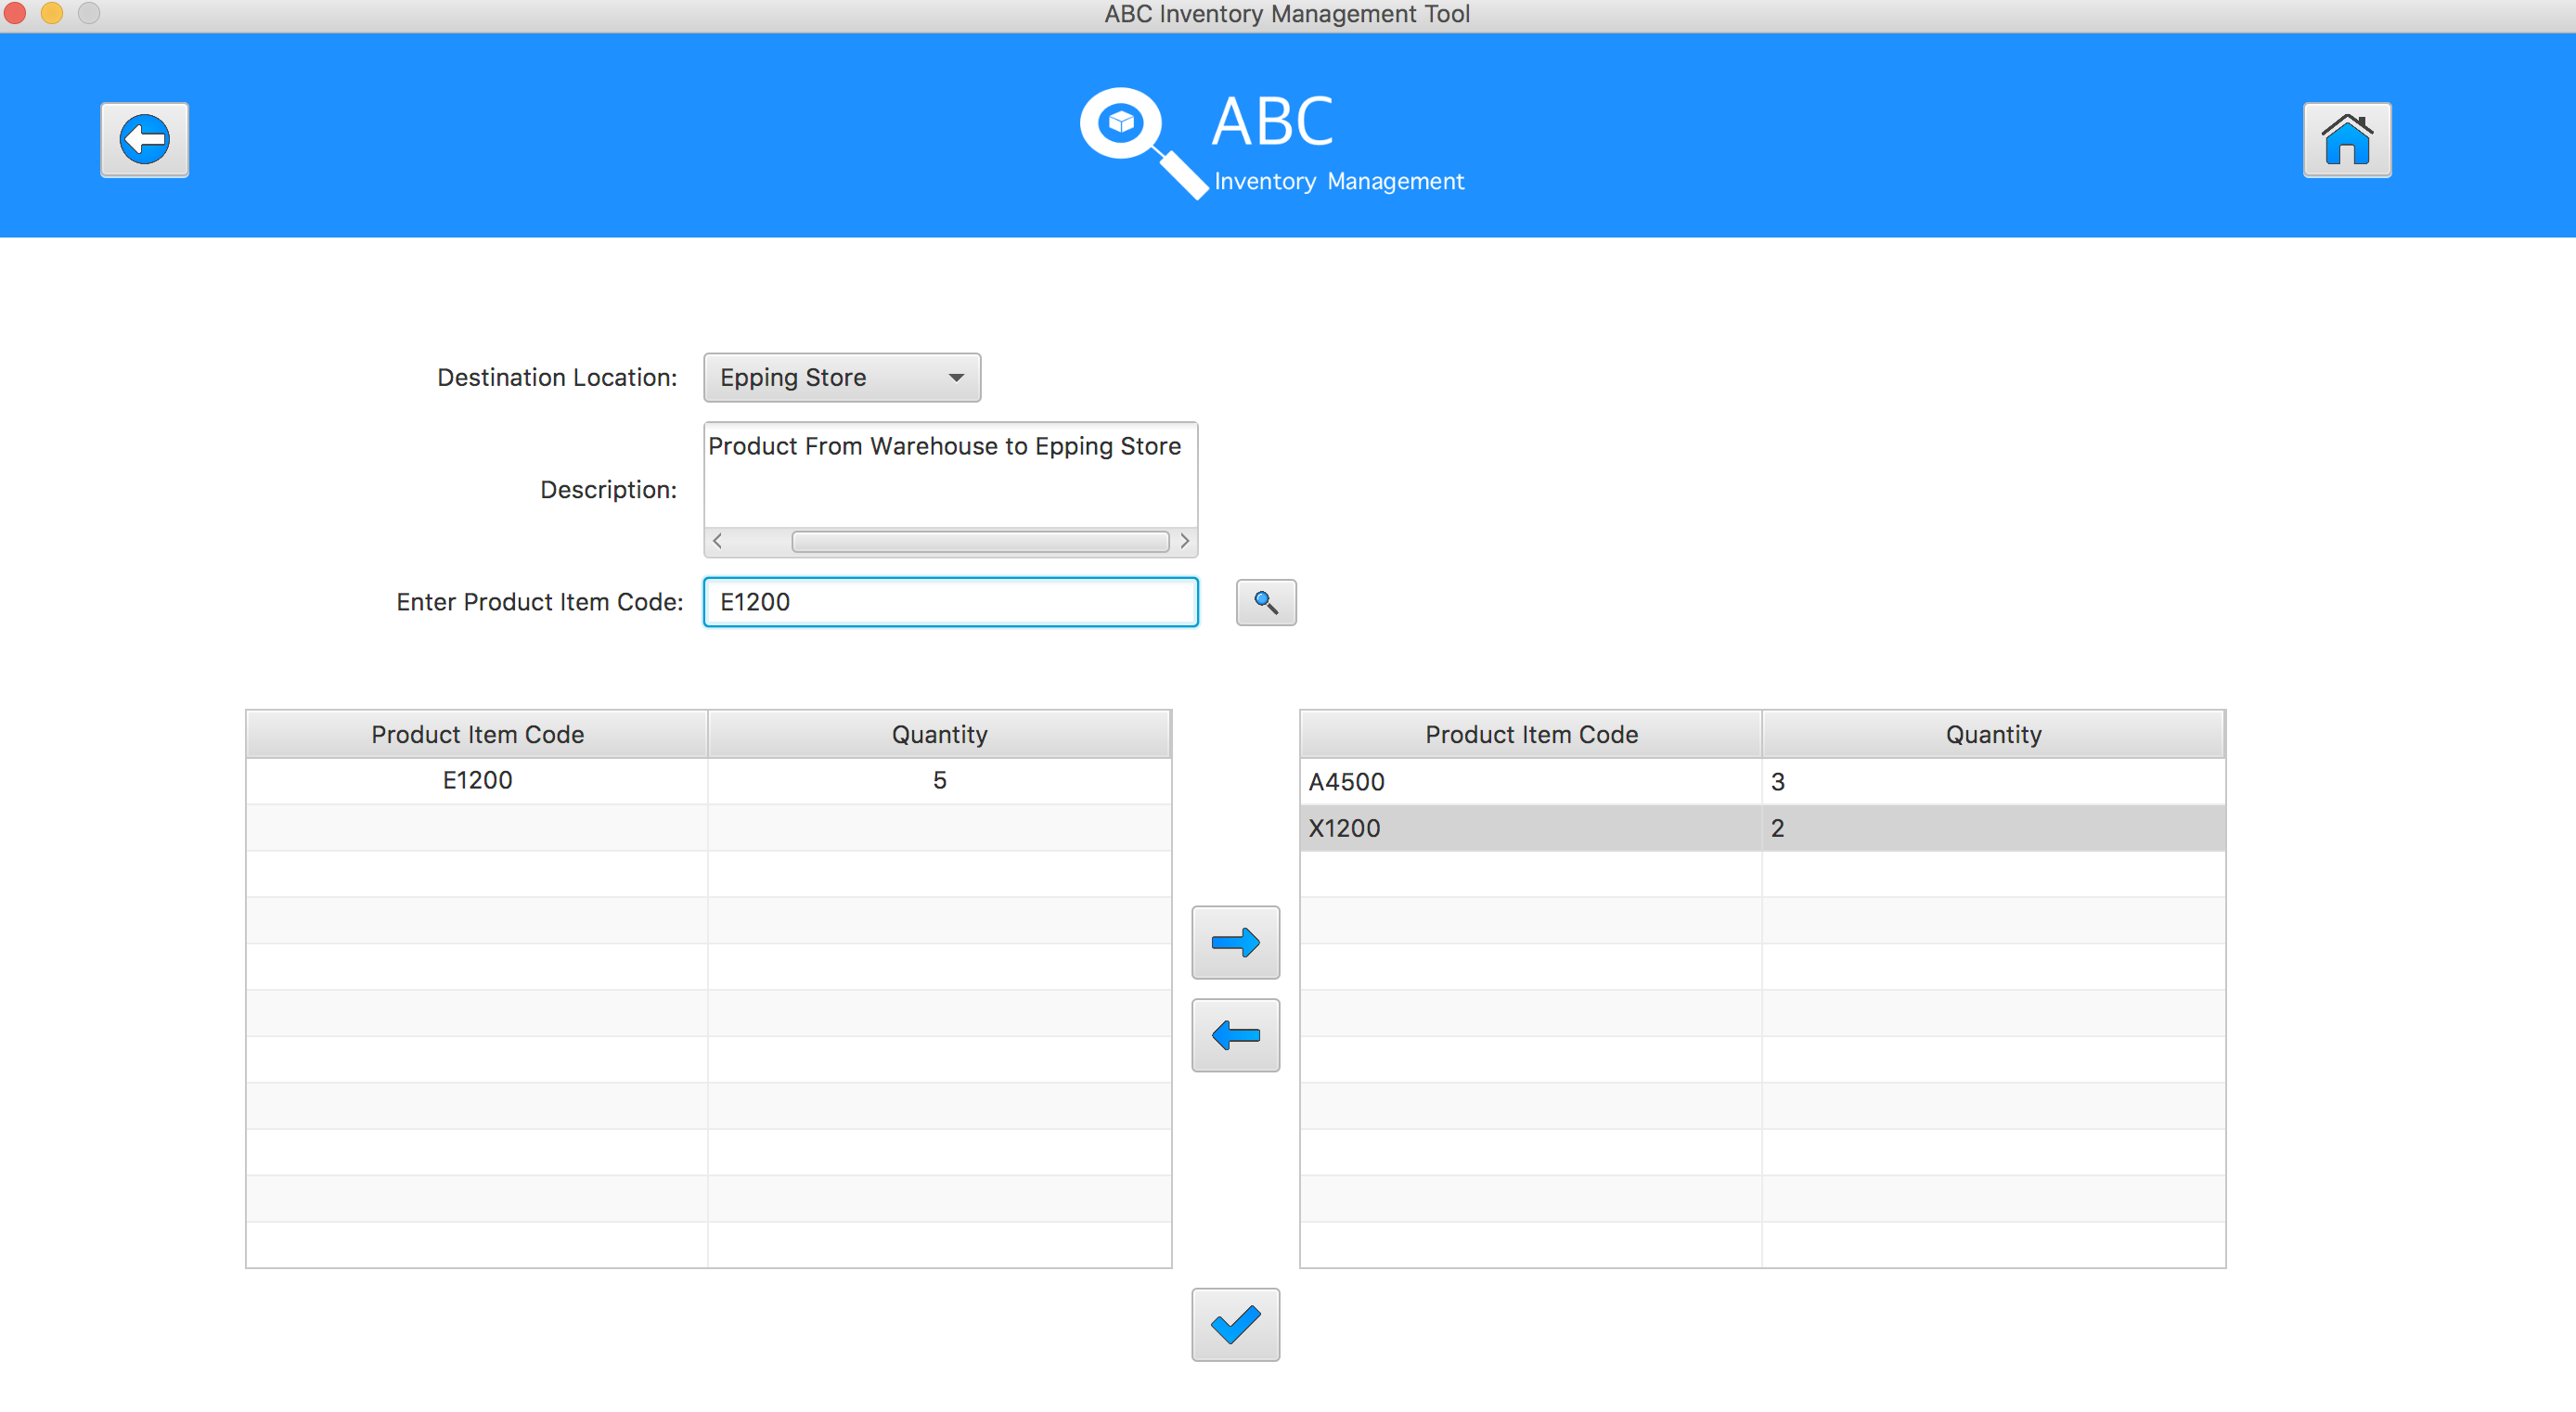 ABC Inventory Management Tool
ABC
Inventory Management
Destination Location: Epping Store
Product From Warehouse to Epping Store
Description:
Enter Product Item Code: E1200
Product Item Code Quantity Product Item Code Quantity
E1200 5 A4500 3
X1200 2